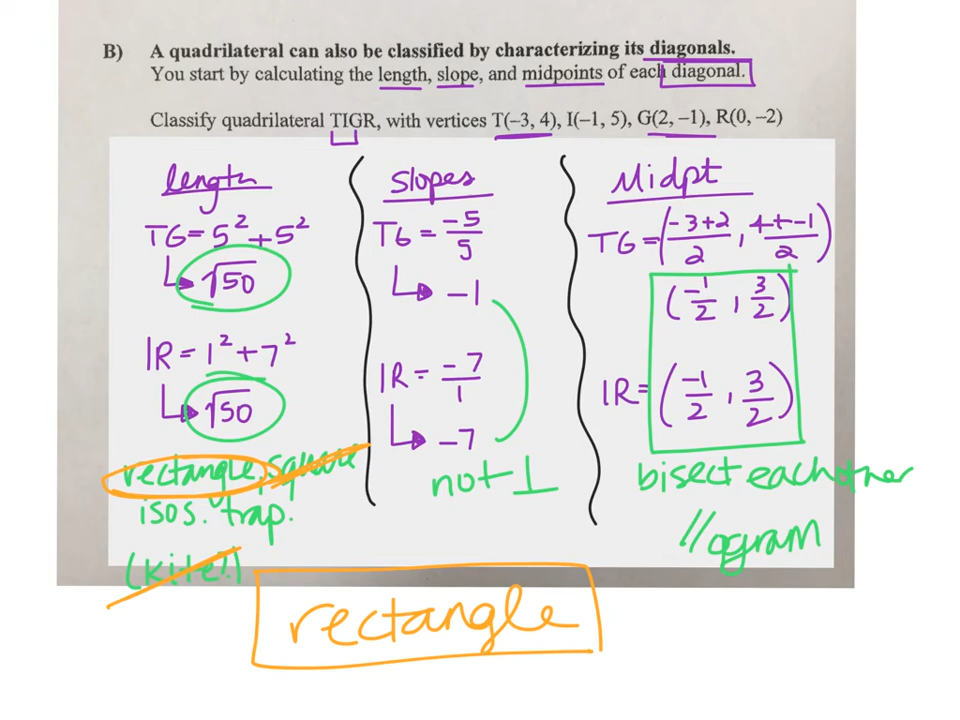 B) A quadrilateral can also be classified by characterizing its diagonals.
You start by calculating the length, slope, and midpoints of each diagonal.
Classify quadrilateral TIGR, with vertices T(−3, 4), I(−1, 5), G(2, −1), R(0, −2)
length
TG = 5² + 5²
√50
IR = 1² + 7²
√50
rectangle, square
isos. trap.
(kite!!)
Slopes
TG = -5/5
-1
IR = -7/1
-7
not ⊥
Midpt
TG = (-3+2/2, 4+-1/2)
(-1/2, 3/2)
IR = (-1/2, 3/2)
bisect each other
//ogram
rectangle